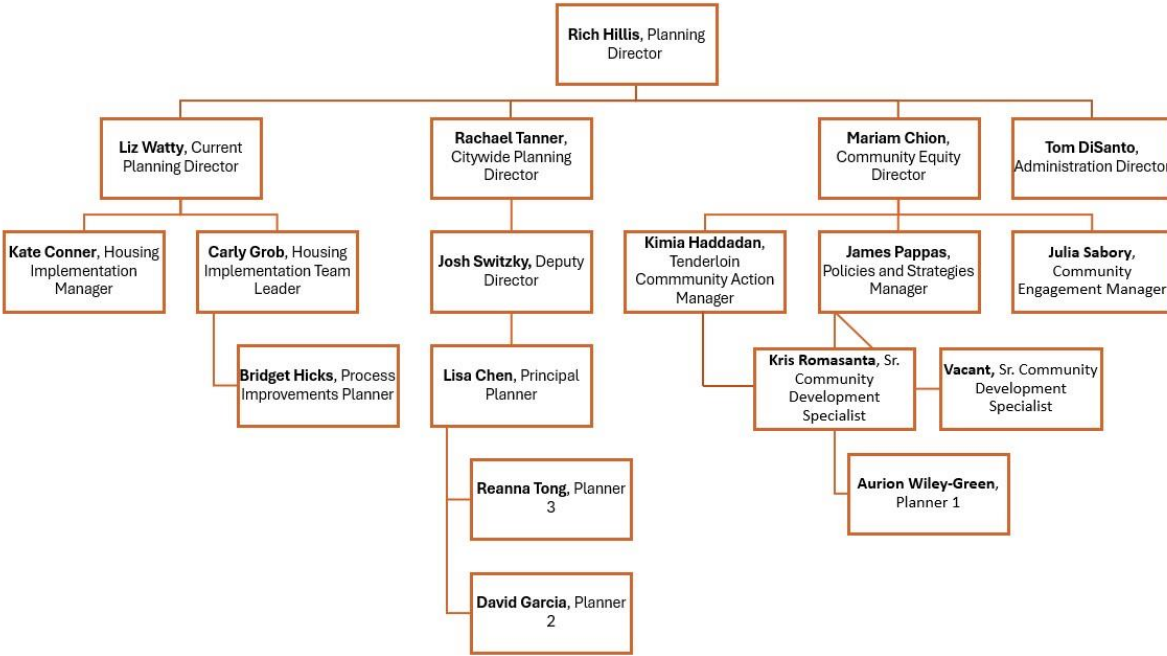 Rich Hillis, Planning
Director
Liz Watty, Current
Planning Director
Rachael Tanner,
Citywide Planning
Director
Mariam Chion,
Community Equity
Director
Tom DiSanto,
Administration Director
Kate Conner, Housing
Implementation
Manager
Carly Grob, Housing
Implementation Team
Leader
Josh Switzky, Deputy
Director
Kimia Haddadan,
Tenderloin
Commmunity Action
Manager
James Pappas,
Policies and Strategies
Manager
Julia Sabory,
Community
Engagement Manager
Bridget Hicks, Process
Improvements Planner
Lisa Chen, Principal
Planner
Kris Romasanta, Sr.
Community
Development
Specialist
Vacant, Sr. Community
Development
Specialist
Reanna Tong, Planner
3
Aurion Wiley-Green,
Planner 1
David Garcia, Planner
2